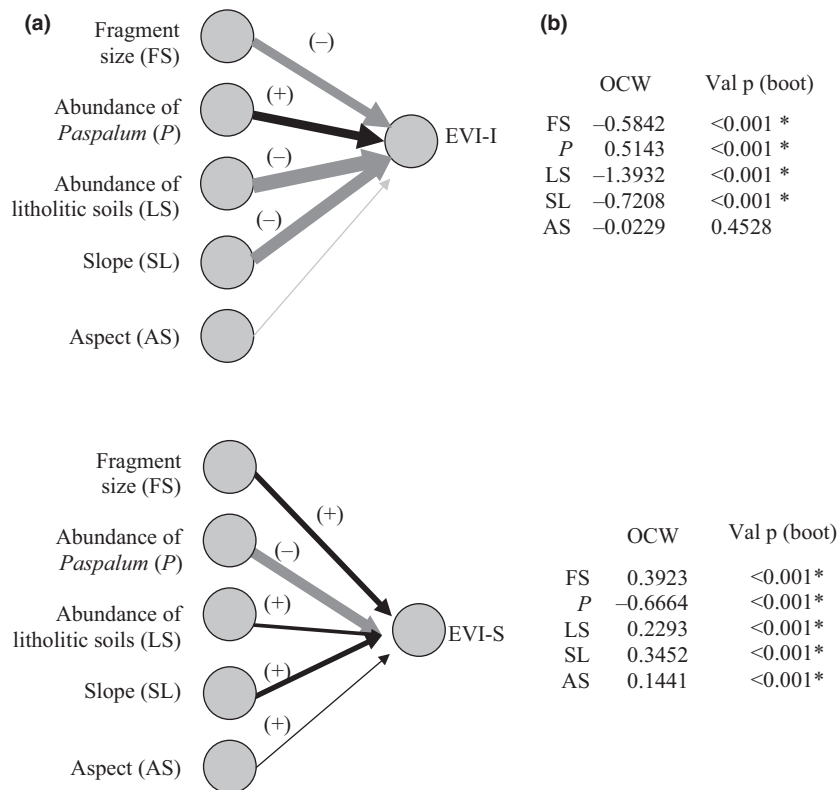 (a)
Fragment
size (FS)
(–)
Abundance of
Paspalum (P)
(+)
EVI-I
Abundance of
litholitic soils (LS)
(–)
Slope (SL)
(–)
Aspect (AS)
(b)
OCW Val p (boot)
FS –0.5842 <0.001 *
P 0.5143 <0.001 *
LS –1.3932 <0.001 *
SL –0.7208 <0.001 *
AS –0.0229 0.4528
Fragment
size (FS)
(+)
Abundance of
Paspalum (P)
(–)
Abundance of
litholitic soils (LS)
(+)
EVI-S
Slope (SL)
(+)
Aspect (AS)
(+)
OCW Val p (boot)
FS 0.3923 <0.001*
P –0.6664 <0.001*
LS 0.2293 <0.001*
SL 0.3452 <0.001*
AS 0.1441 <0.001*